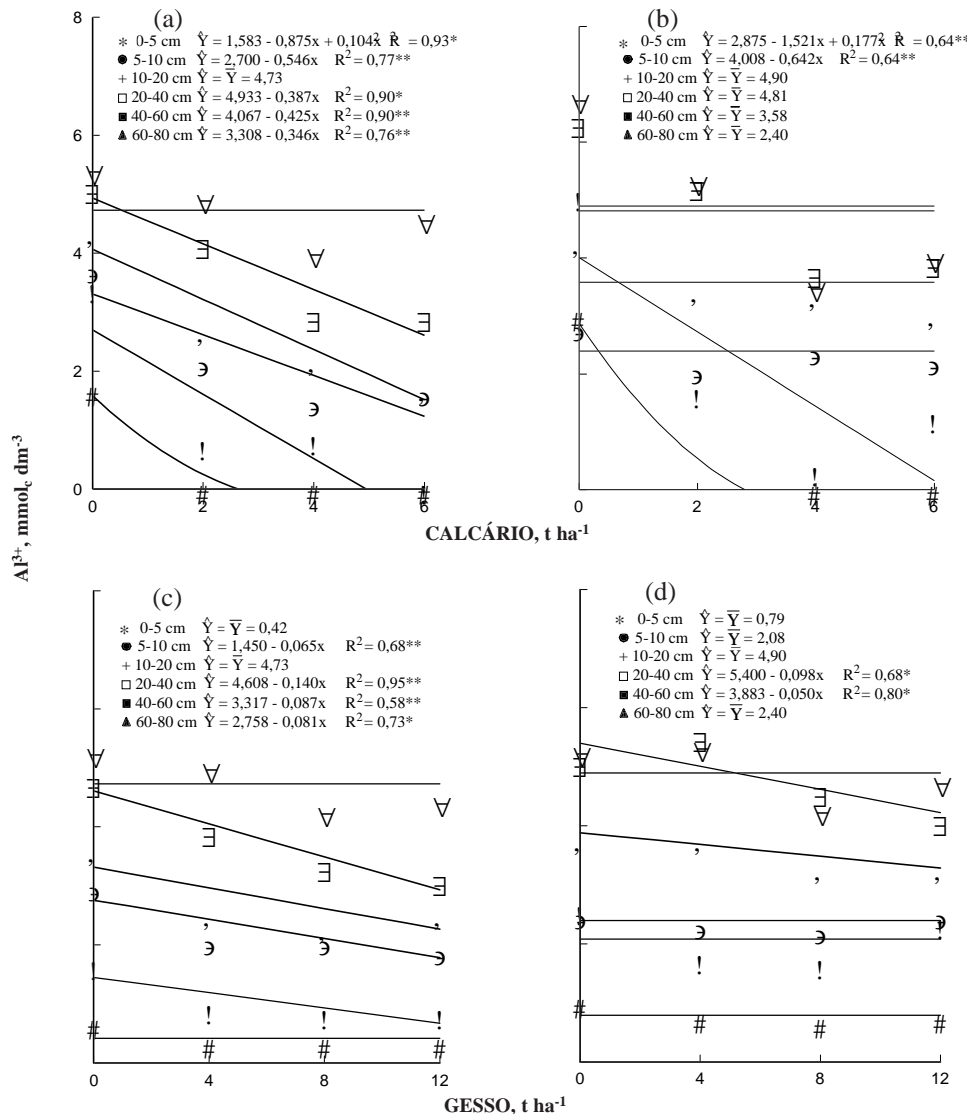 (a)
* 0-5 cm Ŷ = 1,583 - 0,875x + 0,104x² R² = 0,93*
● 5-10 cm Ŷ = 2,700 - 0,546x R² = 0,77**
+ 10-20 cm Ŷ = Y̅ = 4,73
□ 20-40 cm Ŷ = 4,933 - 0,387x R² = 0,90*
■ 40-60 cm Ŷ = 4,067 - 0,425x R² = 0,90**
▲ 60-80 cm Ŷ = 3,308 - 0,346x R² = 0,76**
8
6
4
2
0
0 2 4 6
(b)
* 0-5 cm Ŷ = 2,875 - 1,521x + 0,177x² R² = 0,64**
● 5-10 cm Ŷ = 4,008 - 0,642x R² = 0,64**
+ 10-20 cm Ŷ = Y̅ = 4,90
□ 20-40 cm Ŷ = Y̅ = 4,81
■ 40-60 cm Ŷ = Y̅ = 3,58
▲ 60-80 cm Ŷ = Y̅ = 2,40
0 2 4 6
CALCÁRIO, t ha⁻¹
Al³⁺, mmol꜀ dm⁻³
(c)
* 0-5 cm Ŷ = Y̅ = 0,42
● 5-10 cm Ŷ = 1,450 - 0,065x R² = 0,68**
+ 10-20 cm Ŷ = Y̅ = 4,73
□ 20-40 cm Ŷ = 4,608 - 0,140x R² = 0,95**
■ 40-60 cm Ŷ = 3,317 - 0,087x R² = 0,58**
▲ 60-80 cm Ŷ = 2,758 - 0,081x R² = 0,73*
0 4 8 12
(d)
* 0-5 cm Ŷ = Y̅ = 0,79
● 5-10 cm Ŷ = Y̅ = 2,08
+ 10-20 cm Ŷ = Y̅ = 4,90
□ 20-40 cm Ŷ = 5,400 - 0,098x R² = 0,68*
■ 40-60 cm Ŷ = 3,883 - 0,050x R² = 0,80*
▲ 60-80 cm Ŷ = Y̅ = 2,40
0 4 8 12
GESSO, t ha⁻¹